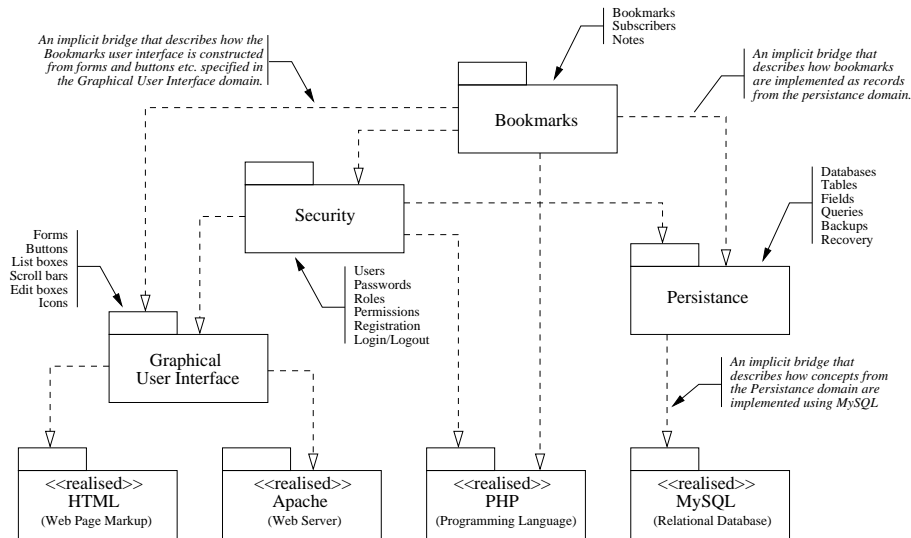 Bookmarks
Subscribers
Notes
An implicit bridge that describes how the
Bookmarks user interface is constructed
from forms and buttons etc. specified in
the Graphical User Interface domain.
An implicit bridge that
describes how bookmarks
are implemented as records
from the persistance domain.
Bookmarks
Security
Databases
Tables
Fields
Queries
Backups
Recovery
Forms
Buttons
List boxes
Scroll bars
Edit boxes
Icons
Users
Passwords
Roles
Permissions
Registration
Login/Logout
Persistance
Graphical
User Interface
An implicit bridge that
describes how concepts from
the Persistance domain are
implemented using MySQL
<<realised>>
HTML
(Web Page Markup)
<<realised>>
Apache
(Web Server)
<<realised>>
PHP
(Programming Language)
<<realised>>
MySQL
(Relational Database)